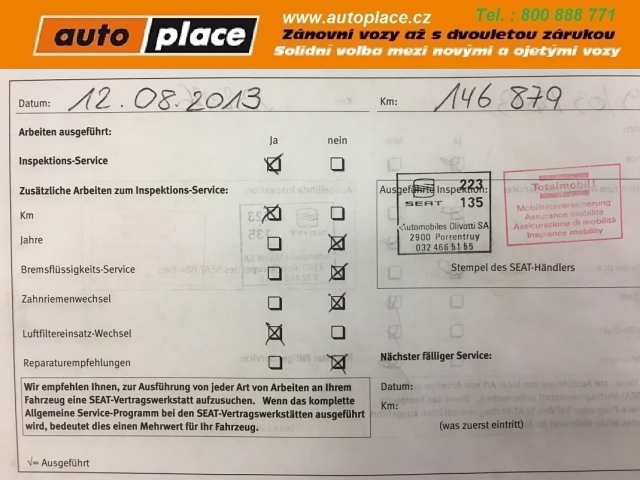 auto place
www.autoplace.cz
Tel. : 800 888 771
Zánovní vozy až s dvouletou zárukou
Solidní volba mezi novými a ojetými vozy
Datum: 12.08.2013
Km: 146 879
Arbeiten ausgeführt:
Ja nein
Inspektions-Service
Zusätzliche Arbeiten zum Inspektions-Service:
Km
Jahre
Bremsflüssigkeits-Service
Zahnriemenwechsel
Luftfiltereinsatz-Wechsel
Reparaturempfehlungen
Wir empfehlen Ihnen, zur Ausführung von jeder Art von Arbeiten an Ihrem
Fahrzeug eine SEAT-Vertragswerkstatt aufzusuchen. Wenn das komplette
Allgemeine Service-Programm bei den SEAT-Vertragswerkstätten ausgeführt
wird, bedeutet dies einen Mehrwert für Ihr Fahrzeug.
√= Ausgeführt
Ausgeführte Inspektion:
223
SEAT 135
Automobiles Olivotti SA
2900 Porrentruy
032 466 51 55
Totalmobil!
Mobilitätsversicherung
Assurance mobilité
Assicurazione di mobilità
Insurance mobility
Stempel des SEAT-Händlers
Nächster fälliger Service:
Datum:
Km:
(was zuerst eintritt)